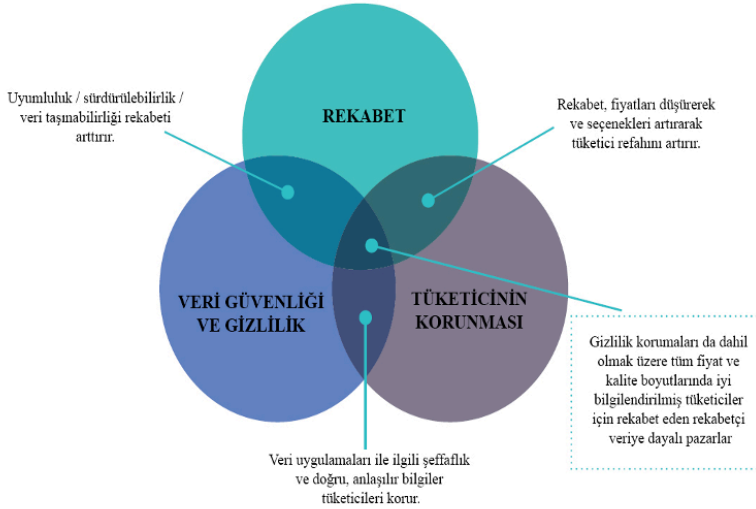 REKABET
Uyumluluk / sürdürülebilirlik /
veri taşınabilirliği rekabeti
arttırır.
Rekabet, fiyatları düşürerek
ve seçenekleri artırarak
tüketici refahını artırır.
VERİ GÜVENLİĞİ
VE GİZLİLİK
TÜKETİCİNİN
KORUNMASI
Gizlilik korumaları da dahil
olmak üzere tüm fiyat ve
kalite boyutlarında iyi
bilgilendirilmiş tüketiciler
için rekabet eden rekabetçi
veriye dayalı pazarlar
Veri uygulamaları ile ilgili şeffaflık
ve doğru, anlaşılır bilgiler
tüketicileri korur.